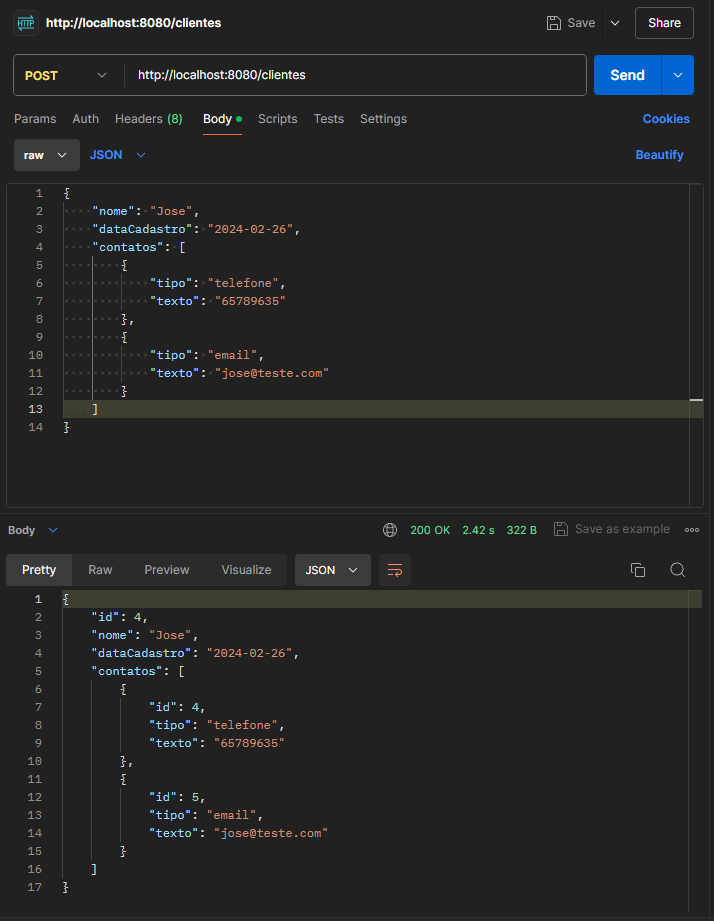 HTTP http://localhost:8080/clientes Save Share
POST http://localhost:8080/clientes Send
Params Auth Headers (8) Body Scripts Tests Settings Cookies
raw JSON Beautify
1 {
2 "nome": "Jose",
3 "dataCadastro": "2024-02-26",
4 "contatos": [
5 {
6 "tipo": "telefone",
7 "texto": "65789635"
8 },
9 {
10 "tipo": "email",
11 "texto": "jose@teste.com"
12 }
13 ]
14 }
Body 200 OK 2.42 s 322 B Save as example
Pretty Raw Preview Visualize JSON
1 {
2 "id": 4,
3 "nome": "Jose",
4 "dataCadastro": "2024-02-26",
5 "contatos": [
6 {
7 "id": 4,
8 "tipo": "telefone",
9 "texto": "65789635"
10 },
11 {
12 "id": 5,
13 "tipo": "email",
14 "texto": "jose@teste.com"
15 }
16 ]
17 }